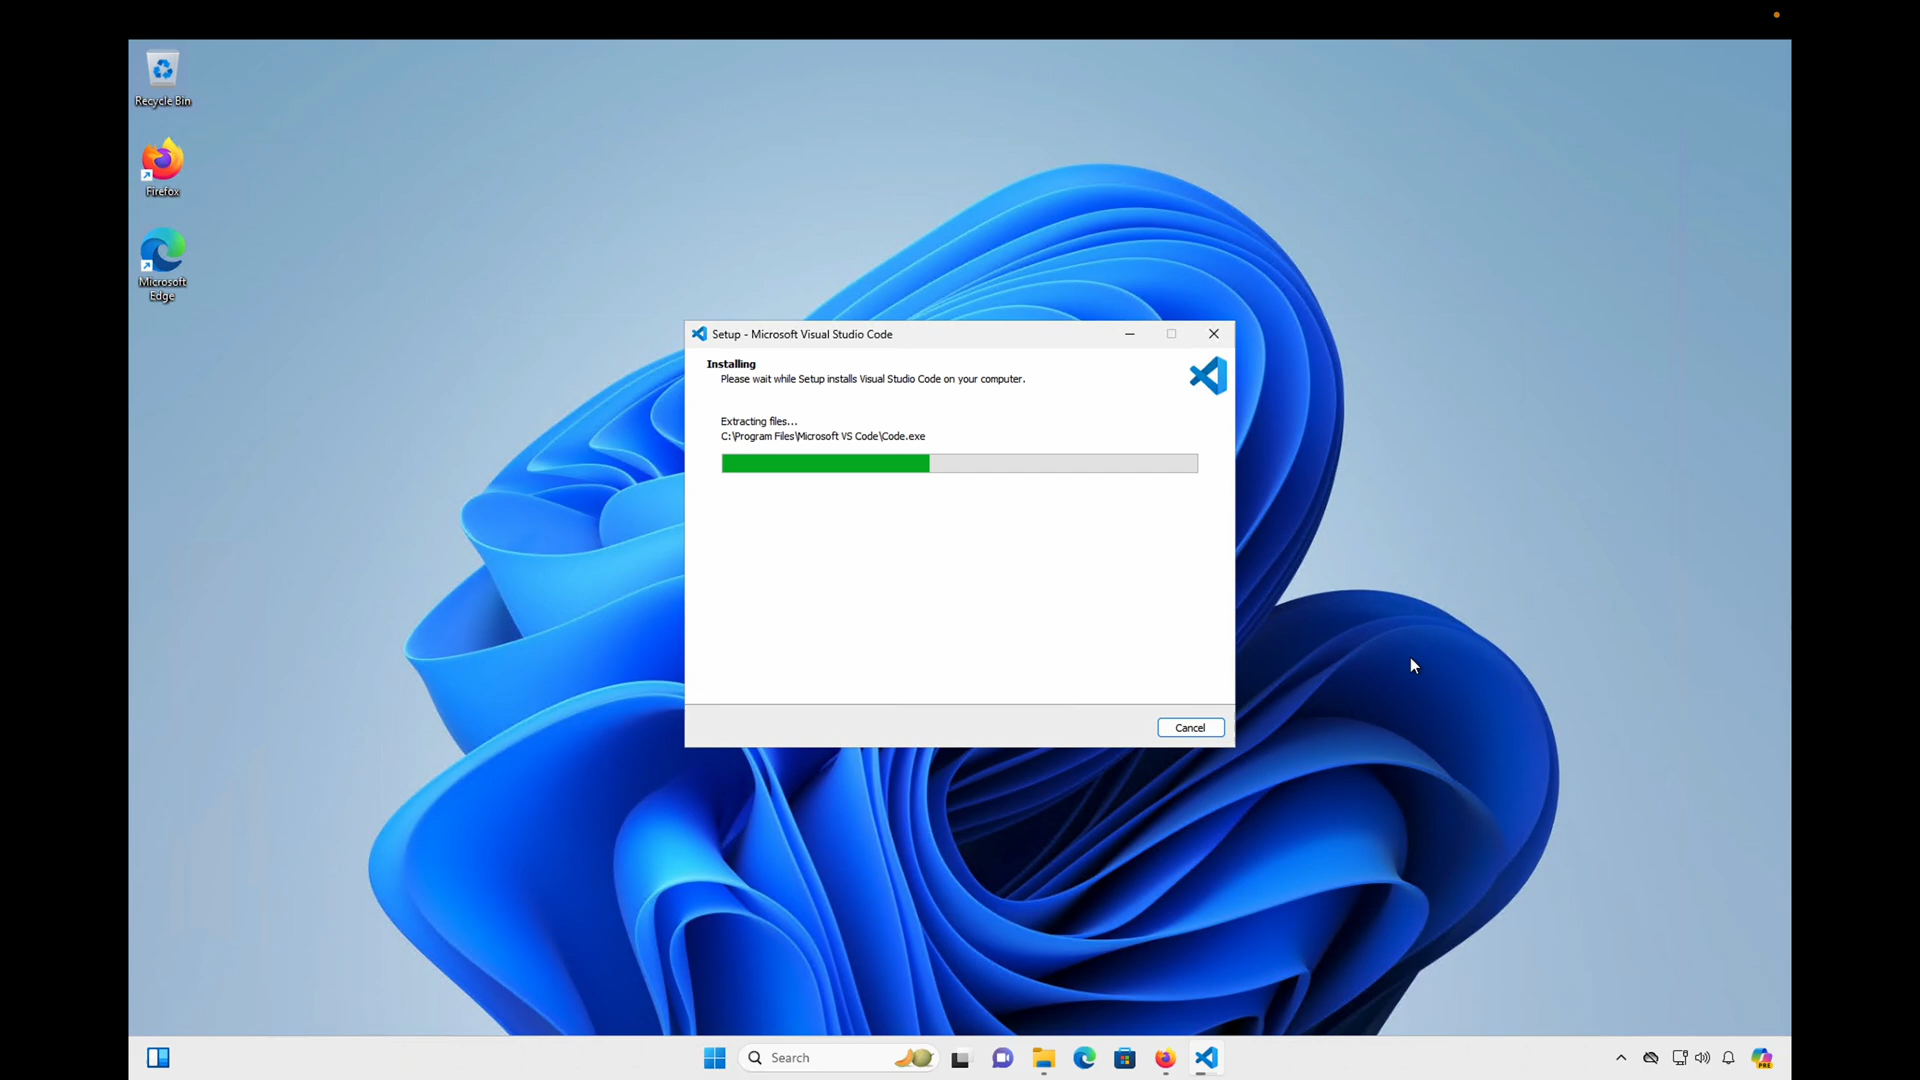 Recycle Bin
Firefox
Microsoft
Edge
Setup - Microsoft Visual Studio Code
Installing
Please wait while Setup installs Visual Studio Code on your computer.
Extracting files...
C:\Program Files\Microsoft VS Code\Code.exe
Cancel
Search
PRE